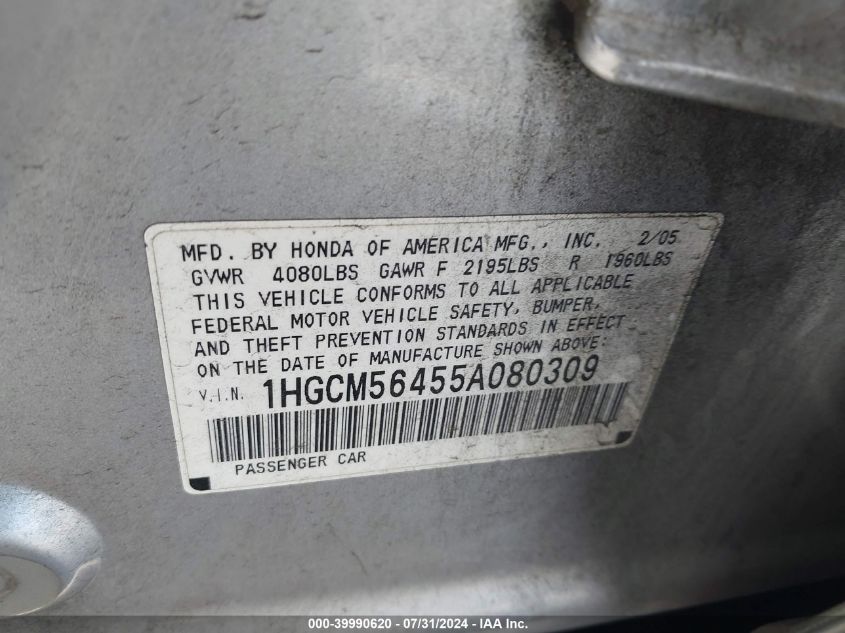 MFD. BY HONDA OF AMERICA MFG., INC. 2/05
GVWR 4080LBS GAWR F 2195LBS R 1960LBS
THIS VEHICLE CONFORMS TO ALL APPLICABLE
FEDERAL MOTOR VEHICLE SAFETY, BUMPER,
AND THEFT PREVENTION STANDARDS IN EFFECT
ON THE DATE OF MANUFACTURE SHOWN ABOVE:
V.I.N. 1HGCM56455A080309
PASSENGER CAR
000-39990620 - 07/31/2024 - IAA Inc.